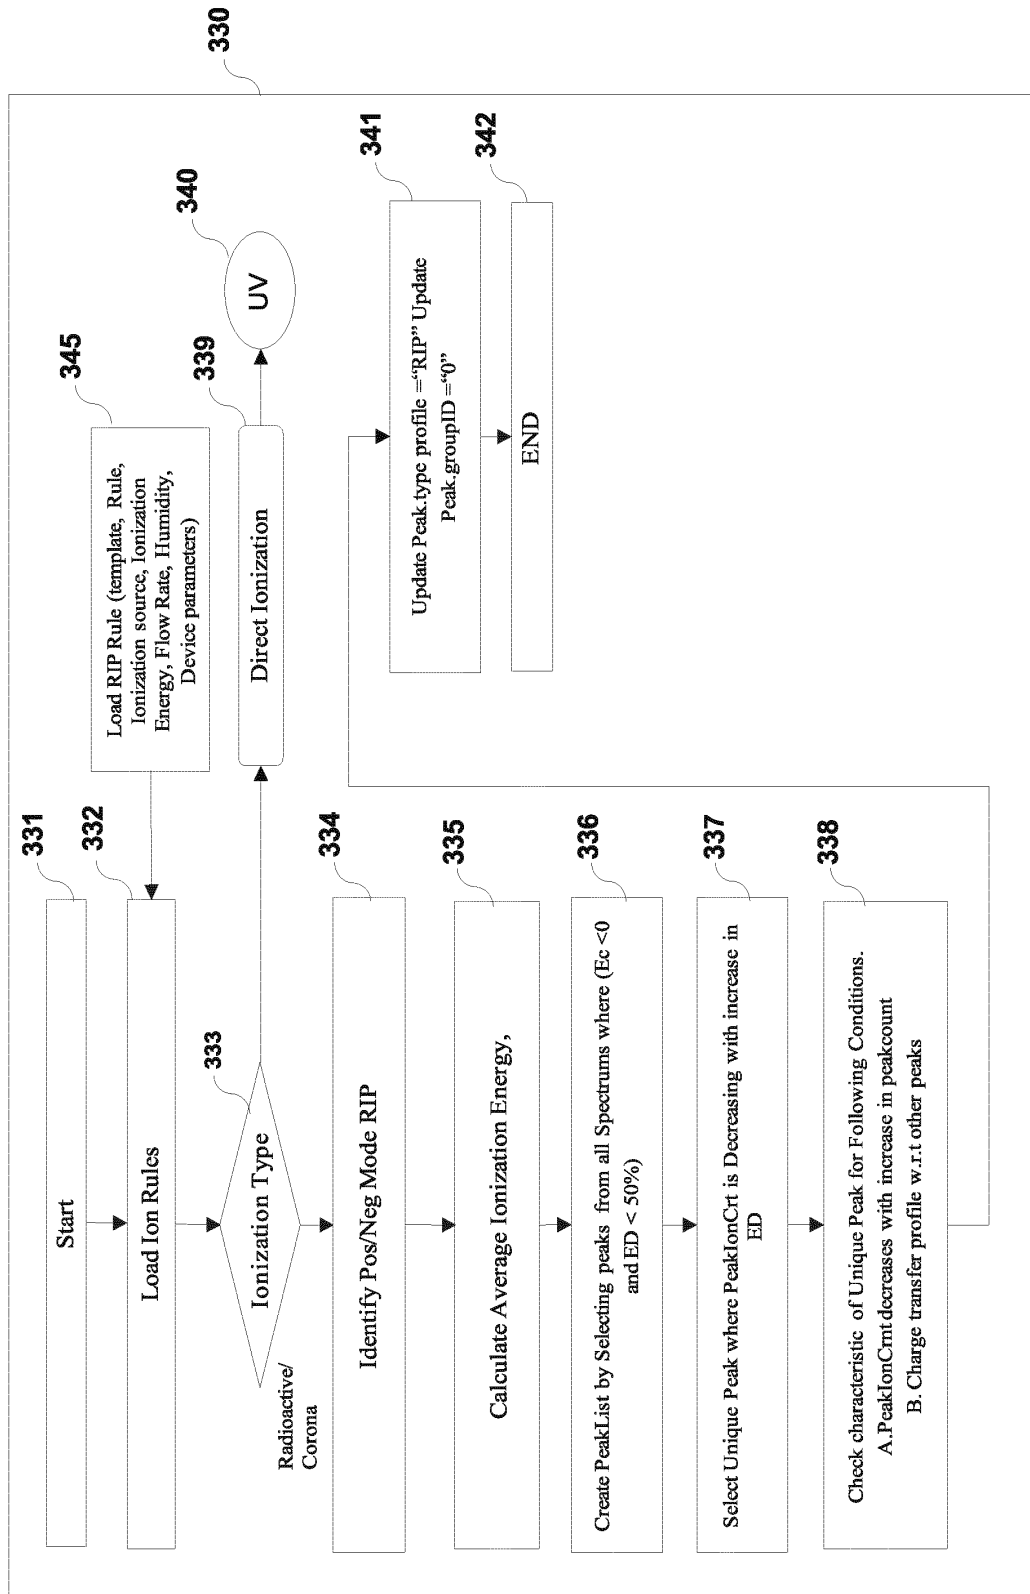 330
331
Start
345
Load RIP Rule (template, Rule,
Ionization source, Ionization
Energy, Flow Rate, Humidity,
Device parameters)
332
Load Ion Rules
333
Ionization Type
Radioactive/
Corona
339
Direct Ionization
340
UV
334
Identify Pos/Neg Mode RIP
335
Calculate Average Ionization Energy,
336
Create PeakList by Selecting peaks from all Spectrums where (Ec <0
and ED < 50%)
337
Select Unique Peak where PeakIonCrt is Decreasing with increase in
ED
338
Check characteristic of Unique Peak for Following Conditions.
A.PeakIonCrnt decreases with increase in peakcount
B. Charge transfer profile w.r.t other peaks
341
Update Peak.type profile =“RIP” Update
Peak.groupID =“0”
342
END